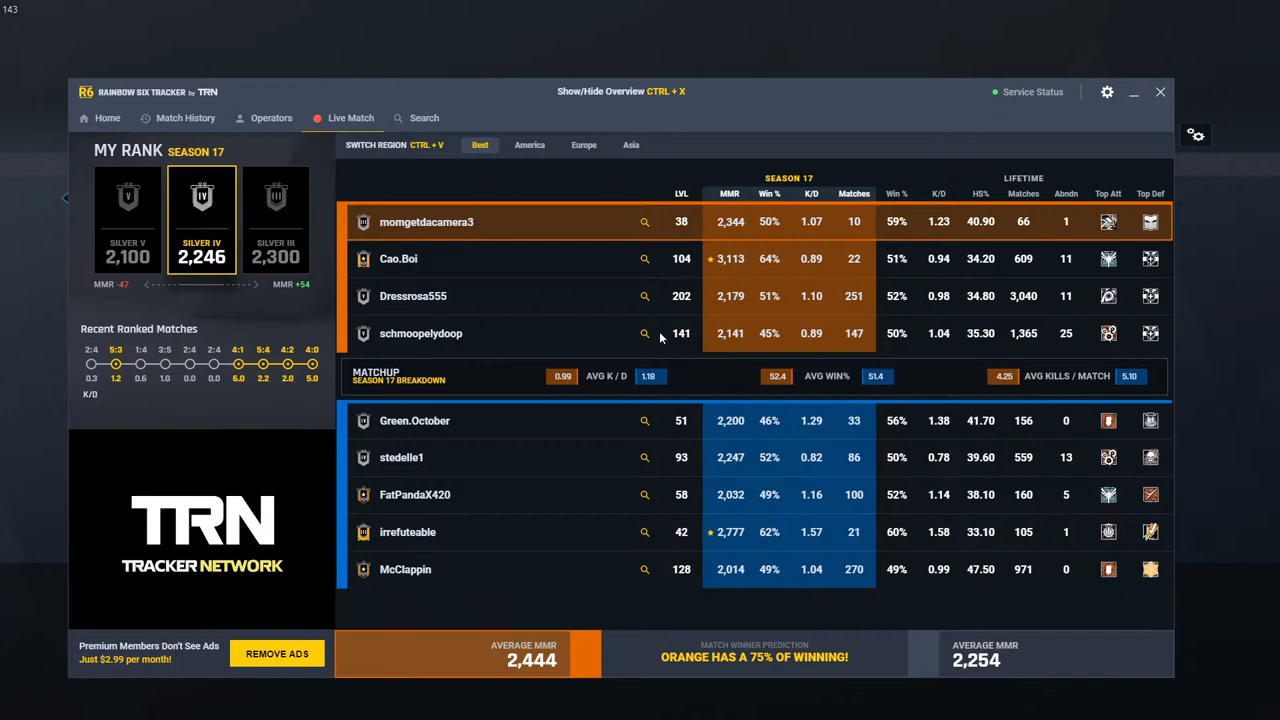 143
R6 RAINBOW SIX TRACKER by TRN
Show/Hide Overview CTRL + X
Service Status
Home Match History Operators Live Match Search
MY RANK SEASON 17
V IV III
SILVER V SILVER IV SILVER III
2,100 2,246 2,300
MMR -47 MMR +54
Recent Ranked Matches
2:4 5:3 1:4 3:5 2:4 2:4 4:1 5:4 4:2 4:0
0.3 1.2 0.6 1.0 0.0 0.0 6.0 2.2 2.0 5.0
K/D
TRN
TRACKER NETWORK
Premium Members Don't See Ads
Just $2.99 per month!
REMOVE ADS
SWITCH REGION CTRL + V Best America Europe Asia
SEASON 17 LIFETIME
LVL MMR Win % K/D Matches Win % K/D HS% Matches Abndn Top Att Top Def
momgetdacamera3 38 2,344 50% 1.07 10 59% 1.23 40.90 66 1
Cao.Boi 104 3,113 64% 0.89 22 51% 0.94 34.20 609 11
Dressrosa555 202 2,179 51% 1.10 251 52% 0.98 34.80 3,040 11
schmoopelydoop 141 2,141 45% 0.89 147 50% 1.04 35.30 1,365 25
MATCHUP
SEASON 17 BREAKDOWN
0.99 AVG K / D 1.18 52.4 AVG WIN% 51.4 4.25 AVG KILLS / MATCH 5.10
Green.October 51 2,200 46% 1.29 33 56% 1.38 41.70 156 0
stedelle1 93 2,247 52% 0.82 86 50% 0.78 39.60 559 13
FatPandaX420 58 2,032 49% 1.16 100 52% 1.14 38.10 160 5
irrefuteable 42 2,777 62% 1.57 21 60% 1.58 33.10 105 1
McClappin 128 2,014 49% 1.04 270 49% 0.99 47.50 971 0
AVERAGE MMR
2,444
MATCH WINNER PREDICTION
ORANGE HAS A 75% OF WINNING!
AVERAGE MMR
2,254